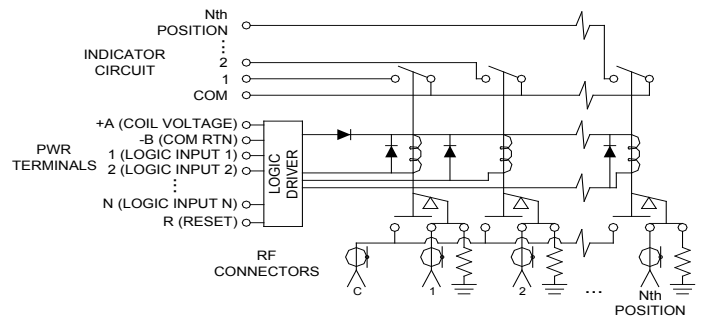 Nth
POSITION
⋮
INDICATOR
CIRCUIT
2
1
COM
+A (COIL VOLTAGE)
-B (COM RTN)
PWR
TERMINALS
1 (LOGIC INPUT 1)
2 (LOGIC INPUT 2)
⋮
N (LOGIC INPUT N)
R (RESET)
LOGIC
DRIVER
RF
CONNECTORS
C
1
2
...
Nth
POSITION